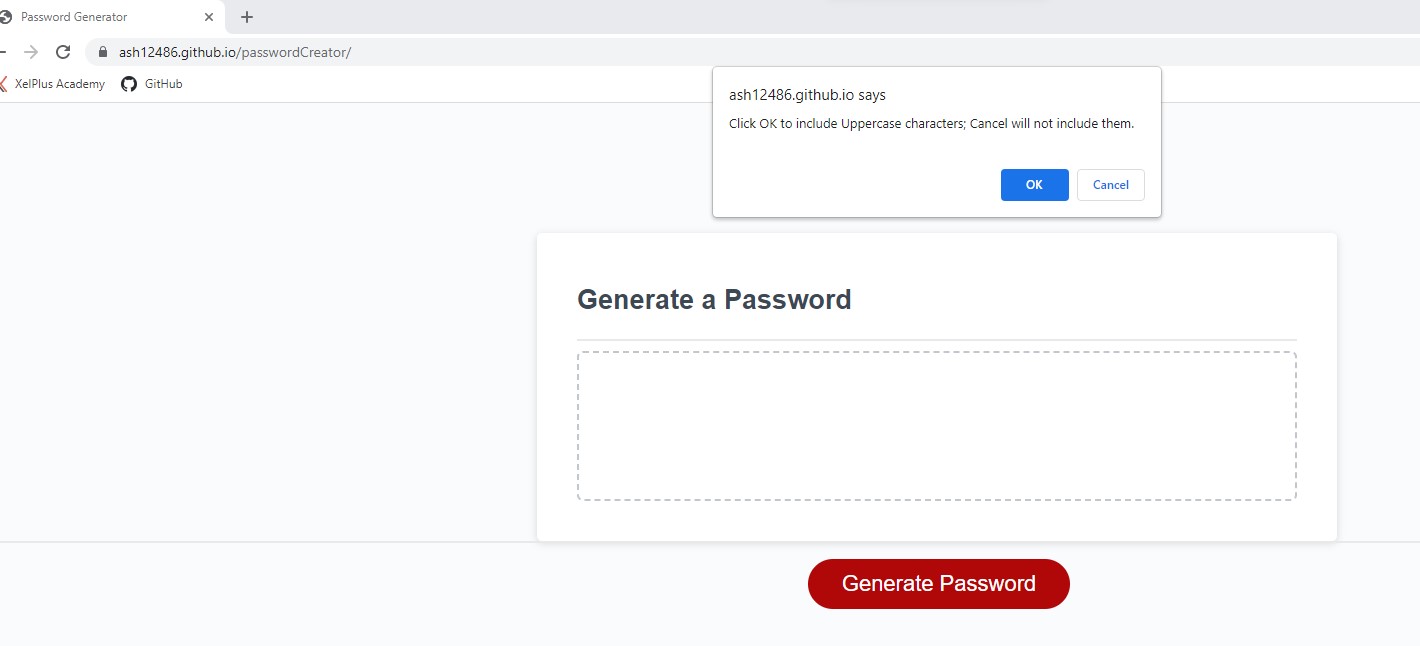 Password Generator
ash12486.github.io/passwordCreator/
XelPlus Academy GitHub
ash12486.github.io says
Click OK to include Uppercase characters; Cancel will not include them.
OK Cancel
Generate a Password
Generate Password